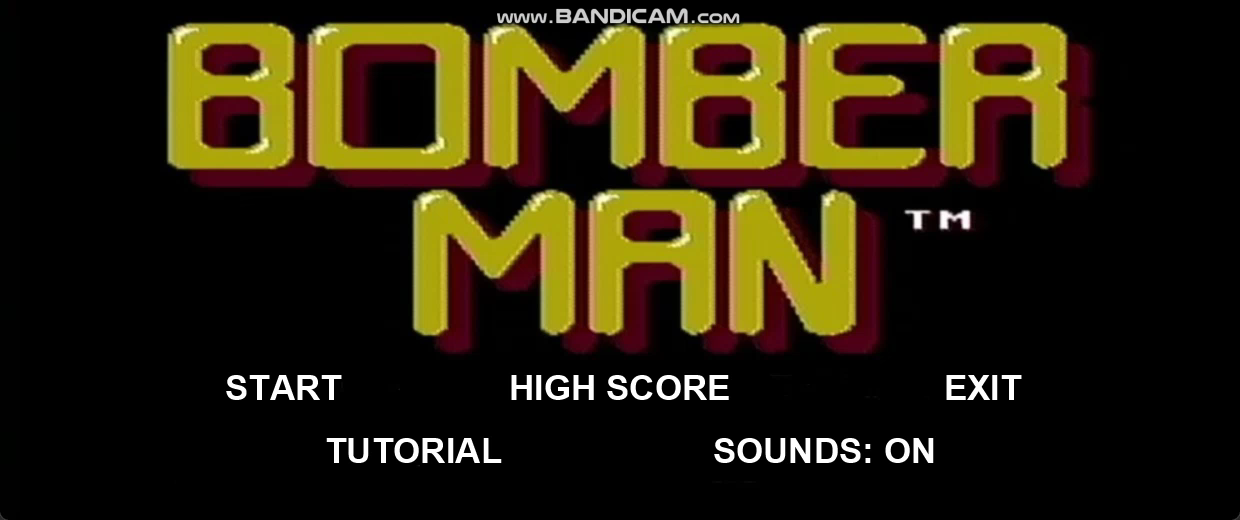 www.BANDICAM.com
BOMBER
MAN TM
START HIGH SCORE EXIT
TUTORIAL SOUNDS: ON